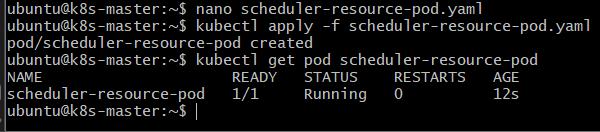 ubuntu@k8s-master:~$ nano scheduler-resource-pod.yaml
ubuntu@k8s-master:~$ kubectl apply -f scheduler-resource-pod.yaml
pod/scheduler-resource-pod created
ubuntu@k8s-master:~$ kubectl get pod scheduler-resource-pod
NAME                     READY   STATUS    RESTARTS   AGE
scheduler-resource-pod   1/1     Running   0          12s
ubuntu@k8s-master:~$